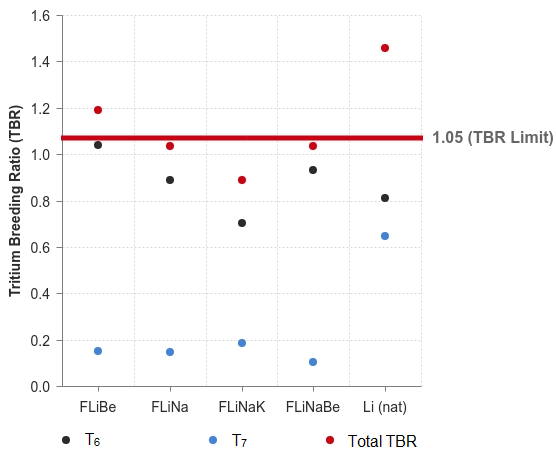 1.6
1.4
1.2
1.0
0.8
0.6
0.4
0.2
0.0
Tritium Breeding Ratio (TBR)
1.05 (TBR Limit)
FLiBe FLiNa FLiNaK FLiNaBe Li (nat)
T₆ T₇ Total TBR